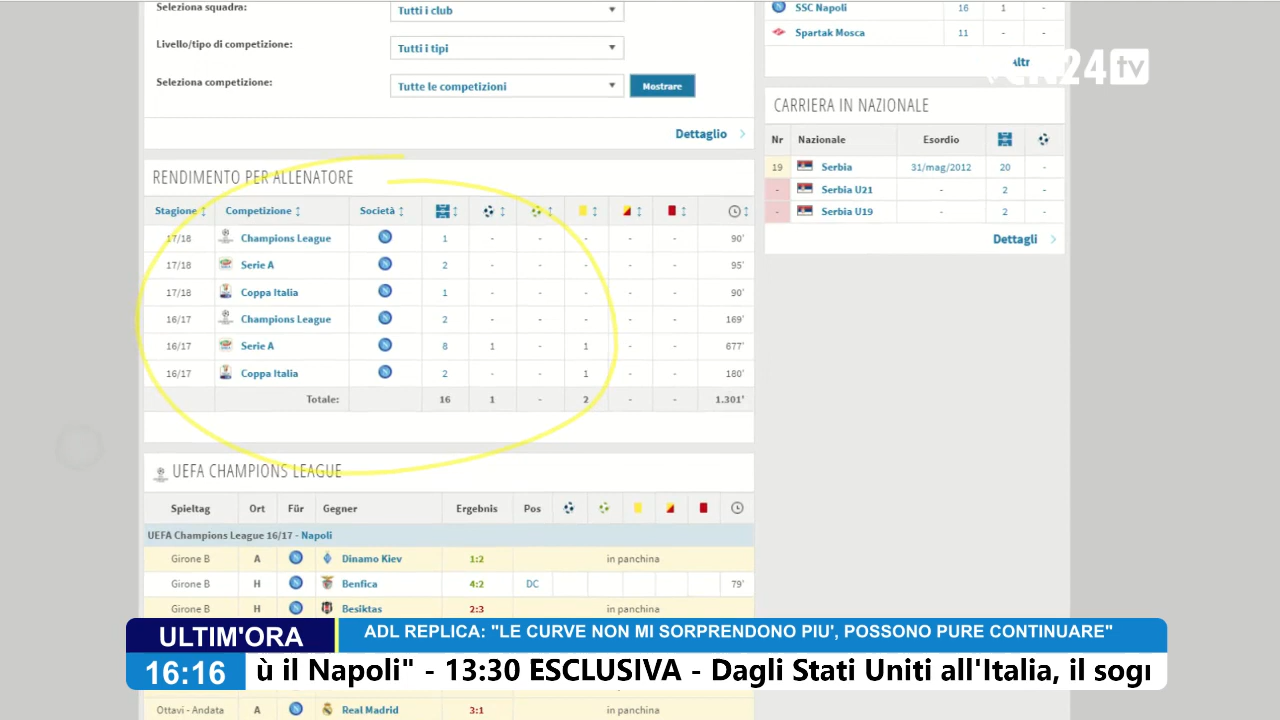 Seleziona squadra:
Tutti i club
Livello/tipo di competizione:
Tutti i tipi
Seleziona competizione:
Tutte le competizioni
Mostrare
Dettaglio
RENDIMENTO PER ALLENATORE
Stagione Competizione Società
17/18 Champions League 1 - - - - - 90'
17/18 Serie A 2 - - - - - 95'
17/18 Coppa Italia 1 - - - - - 90'
16/17 Champions League 2 - - - - - 169'
16/17 Serie A 8 1 - 1 - - 677'
16/17 Coppa Italia 2 - - 1 - - 180'
Totale: 16 1 - 2 - - 1.301'
UEFA CHAMPIONS LEAGUE
Spieltag Ort Für Gegner Ergebnis Pos
UEFA Champions League 16/17 - Napoli
Girone B A Dinamo Kiev 1:2 in panchina
Girone B H Benfica 4:2 DC 79'
Girone B H Besiktas 2:3 in panchina
Ottavi - Andata A Real Madrid 3:1 in panchina
SSC Napoli 16 1 -
Spartak Mosca 11 - -
CN24 tv
CARRIERA IN NAZIONALE
Nr Nazionale Esordio
19 Serbia 31/mag/2012 20 -
- Serbia U21 - 2 -
- Serbia U19 - 2 -
Dettagli
ULTIM'ORA
ADL REPLICA: "LE CURVE NON MI SORPRENDONO PIU', POSSONO PURE CONTINUARE"
16:16
ù il Napoli" - 13:30 ESCLUSIVA - Dagli Stati Uniti all'Italia, il sogr